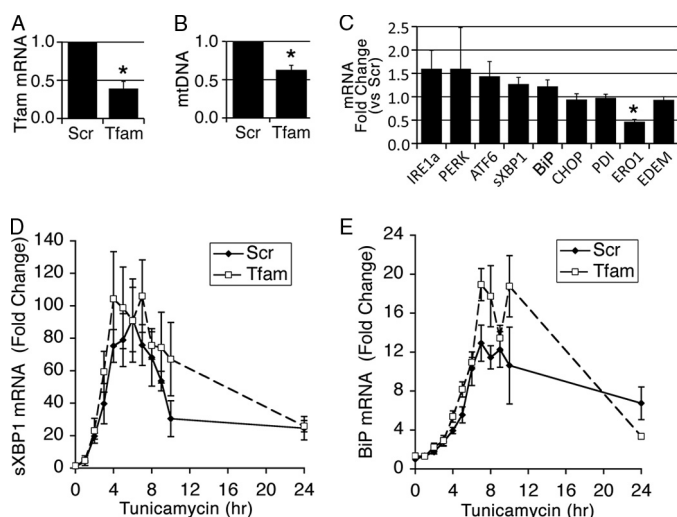 A
Tfam mRNA
1.0
0.5
0
*
Scr Tfam
B
mtDNA
1.0
0.5
0
*
Scr Tfam
C
mRNA
Fold Change
(vs Scr)
2.5
2.0
1.5
1.0
0.5
0.0
*
IRE1a
PERK
ATF6
sXBP1
BiP
CHOP
PDI
ERO1
EDEM
D
sXBP1 mRNA (Fold Change)
140
120
100
80
60
40
20
0
Scr
Tfam
0 4 8 12 16 20 24
Tunicamycin (hr)
E
BiP mRNA (Fold Change)
24
20
16
12
8
4
0
Scr
Tfam
0 4 8 12 16 20 24
Tunicamycin (hr)